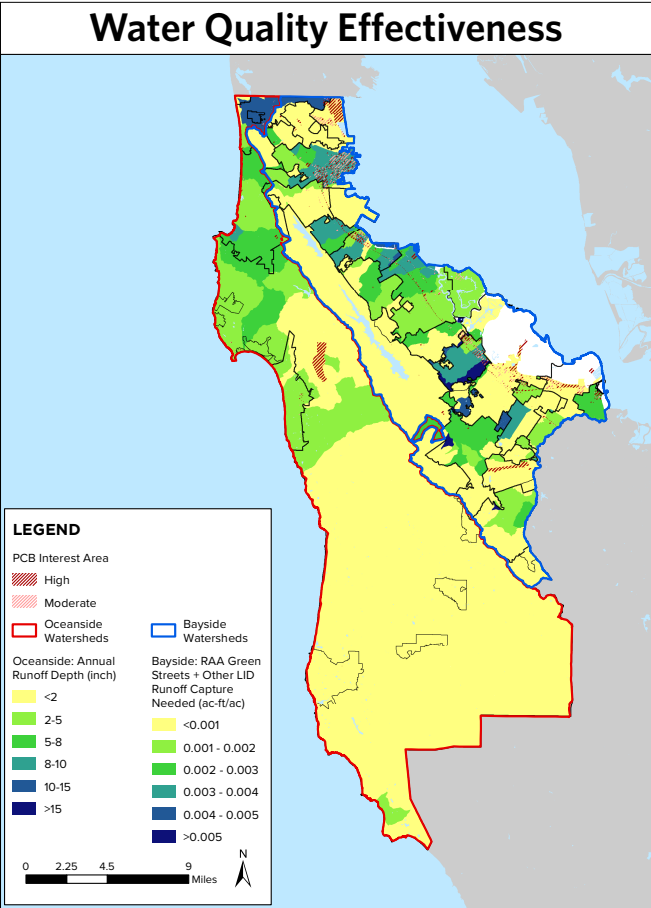 Water Quality Effectiveness
LEGEND
PCB Interest Area
High
Moderate
Oceanside
Watersheds
Bayside
Watersheds
Oceanside: Annual
Runoff Depth (inch)
<2
2-5
5-8
8-10
10-15
>15
Bayside: RAA Green
Streets + Other LID
Runoff Capture
Needed (ac-ft/ac)
<0.001
0.001 - 0.002
0.002 - 0.003
0.003 - 0.004
0.004 - 0.005
>0.005
0 2.25 4.5 9
Miles
N